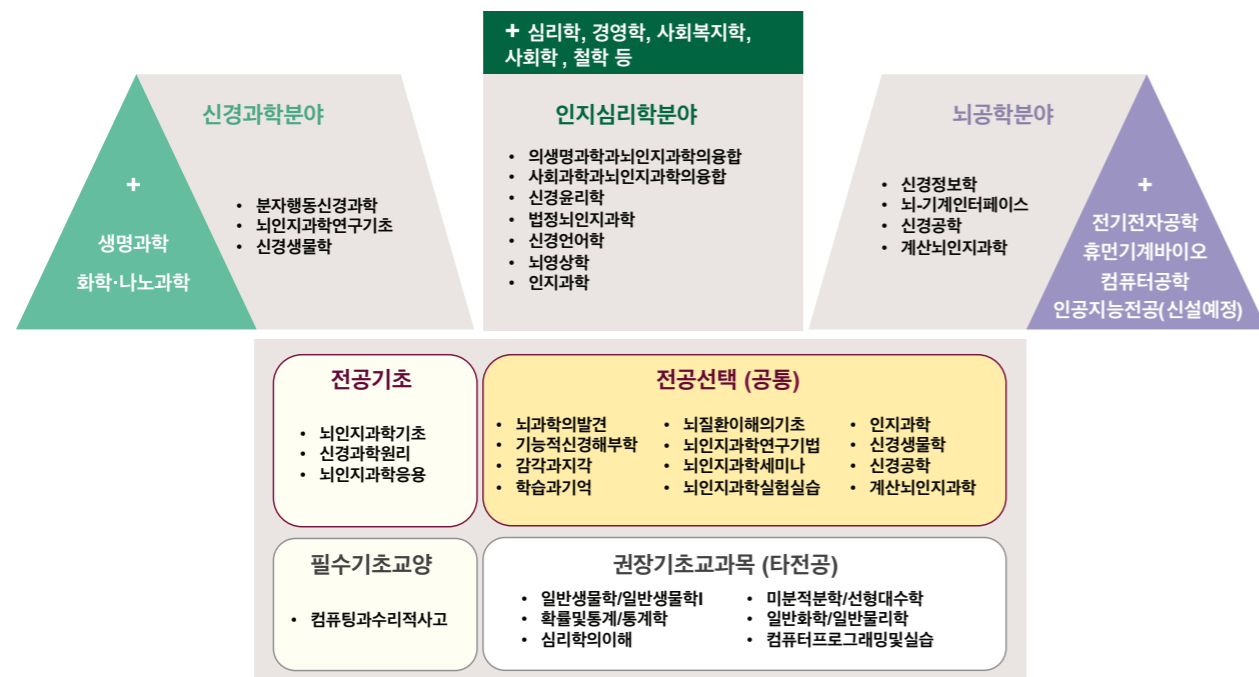 + 심리학, 경영학, 사회복지학,
사회학 , 철학 등
신경과학분야
+
생명과학
화학·나노과학
• 분자행동신경과학
• 뇌인지과학연구기초
• 신경생물학
인지심리학분야
• 의생명과학과뇌인지과학의융합
• 사회과학과뇌인지과학의융합
• 신경윤리학
• 법정뇌인지과학
• 신경언어학
• 뇌영상학
• 인지과학
뇌공학분야
• 신경정보학
• 뇌-기계인터페이스
• 신경공학
• 계산뇌인지과학
+
전기전자공학
휴먼기계바이오
컴퓨터공학
인공지능전공(신설예정)
전공기초
• 뇌인지과학기초
• 신경과학원리
• 뇌인지과학응용
전공선택 (공통)
• 뇌과학의발견
• 기능적신경해부학
• 감각과지각
• 학습과기억
• 뇌질환이해의기초
• 뇌인지과학연구기법
• 뇌인지과학세미나
• 뇌인지과학실험실습
• 인지과학
• 신경생물학
• 신경공학
• 계산뇌인지과학
필수기초교양
• 컴퓨팅과수리적사고
권장기초교과목 (타전공)
• 일반생물학/일반생물학I
• 확률및통계/통계학
• 심리학의이해
• 미분적분학/선형대수학
• 일반화학/일반물리학
• 컴퓨터프로그래밍및실습